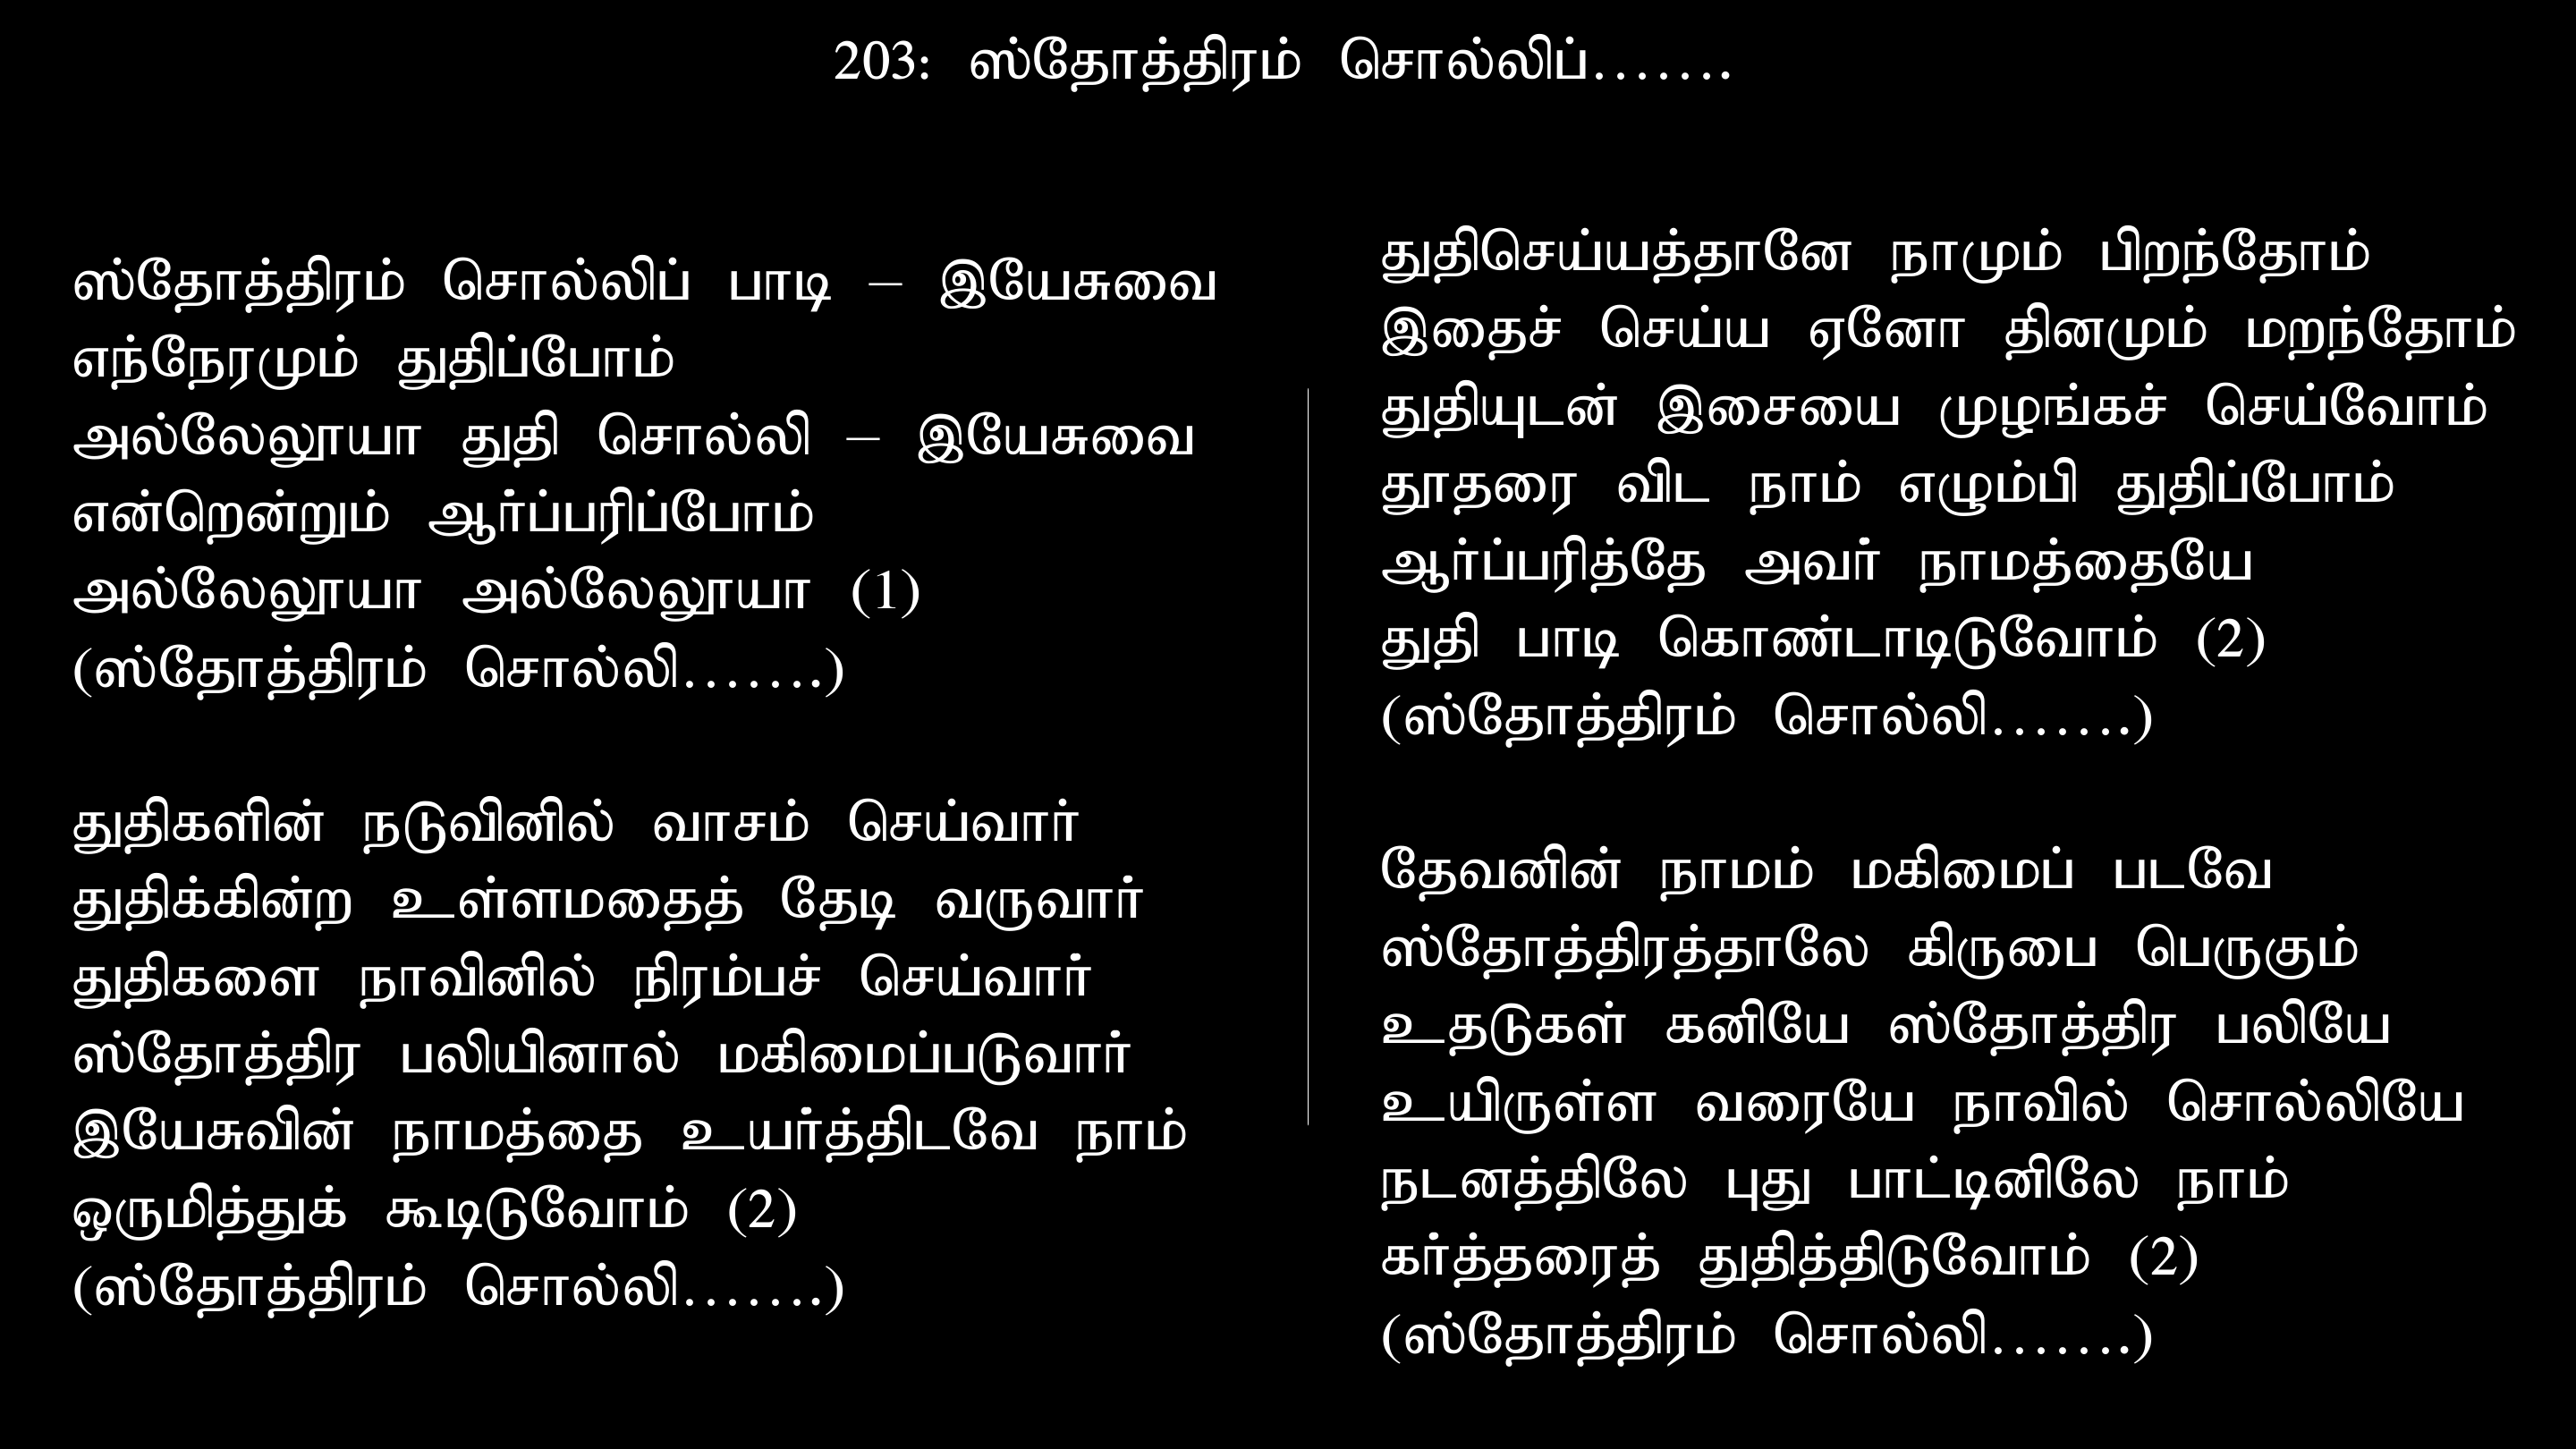 203: ஸ்தோத்திரம் சொல்லிப்.......
ஸ்தோத்திரம் சொல்லிப் பாடி – இயேசுவை
எந்நேரமும் துதிப்போம்
அல்லேலூயா துதி சொல்லி – இயேசுவை
என்றென்றும் ஆர்ப்பரிப்போம்
அல்லேலூயா அல்லேலூயா (1)
(ஸ்தோத்திரம் சொல்லி.......)
துதிகளின் நடுவினில் வாசம் செய்வார்
துதிக்கின்ற உள்ளமதைத் தேடி வருவார்
துதிகளை நாவினில் நிரம்பச் செய்வார்
ஸ்தோத்திர பலியினால் மகிமைப்படுவார்
இயேசுவின் நாமத்தை உயர்த்திடவே நாம்
ஒருமித்துக் கூடிடுவோம் (2)
(ஸ்தோத்திரம் சொல்லி.......)
துதிசெய்யத்தானே நாமும் பிறந்தோம்
இதைச் செய்ய ஏனோ தினமும் மறந்தோம்
துதியுடன் இசையை முழங்கச் செய்வோம்
தூதரை விட நாம் எழும்பி துதிப்போம்
ஆர்ப்பரித்தே அவர் நாமத்தையே
துதி பாடி கொண்டாடிடுவோம் (2)
(ஸ்தோத்திரம் சொல்லி.......)
தேவனின் நாமம் மகிமைப் படவே
ஸ்தோத்திரத்தாலே கிருபை பெருகும்
உதடுகள் கனியே ஸ்தோத்திர பலியே
உயிருள்ள வரையே நாவில் சொல்லியே
நடனத்திலே புது பாட்டினிலே நாம்
கர்த்தரைத் துதித்திடுவோம் (2)
(ஸ்தோத்திரம் சொல்லி.......)